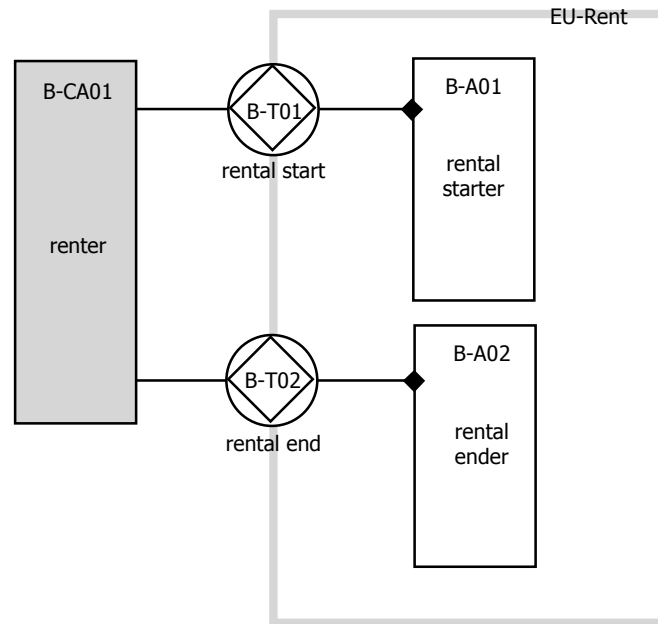 EU-Rent
B-CA01
B-T01
B-A01
rental start
rental
starter
renter
B-T02
B-A02
rental end
rental
ender